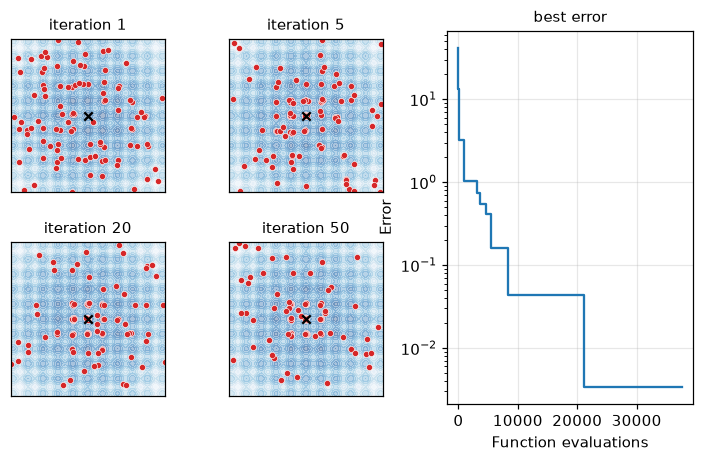 iteration 1
iteration 5
iteration 20
iteration 50
best error
Error
10¹
10⁰
10⁻¹
10⁻²
0
10000
20000
30000
Function evaluations